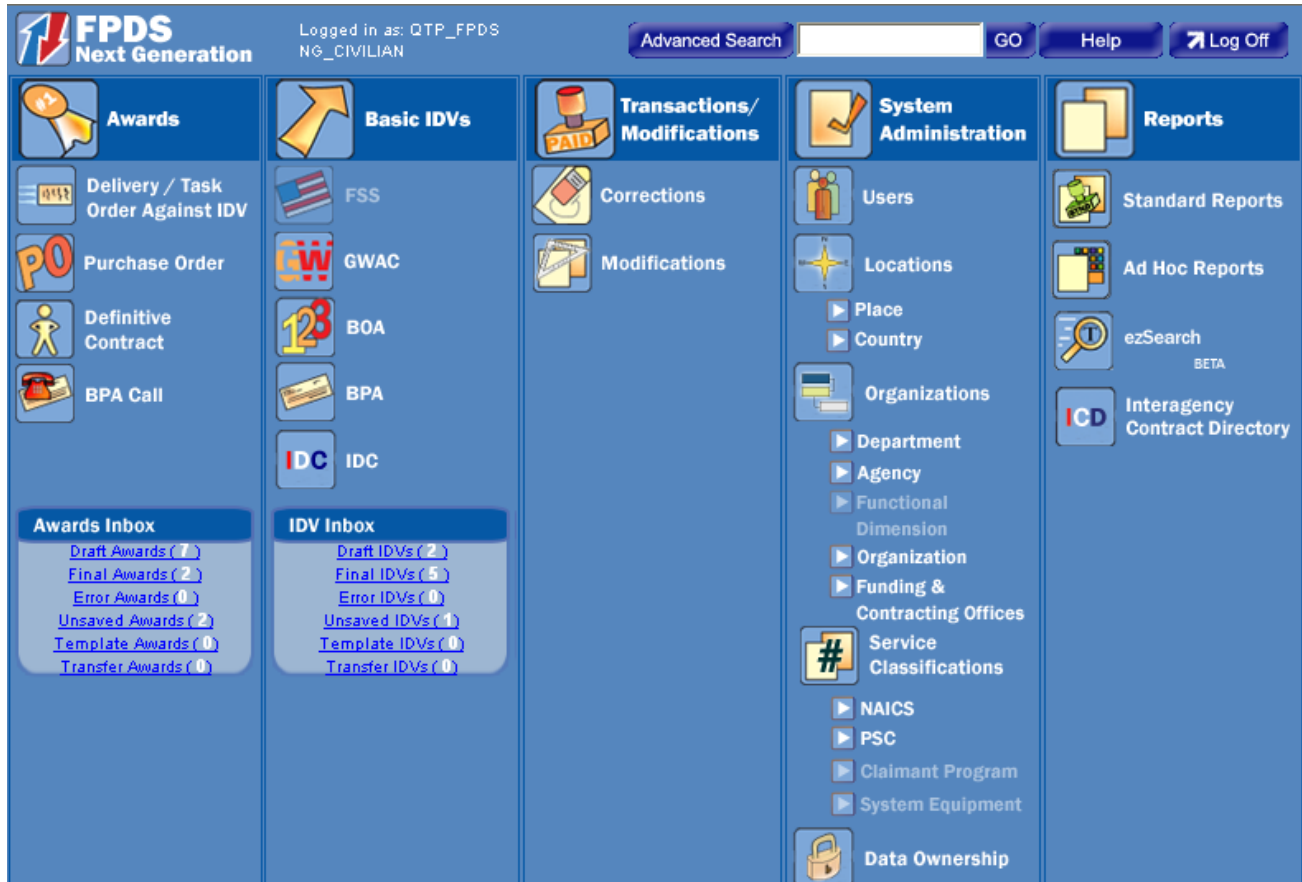 FPDS
Next Generation
Logged in as: QTP_FPDS
NG_CIVILIAN
Advanced Search
GO
Help
Log Off
#1
Awards
Delivery / Task
Order Against IDV
PO
Purchase Order
Definitive
Contract
BPA Call
Awards Inbox
Draft Awards ( 7 )
Final Awards ( 2 )
Error Awards ( 0 )
Unsaved Awards ( 2 )
Template Awards ( 0 )
Transfer Awards ( 0 )
Basic IDVs
FSS
GW
GWAC
123
BOA
BPA
IDC
IDC
IDV Inbox
Draft IDVs ( 2 )
Final IDVs ( 5 )
Error IDVs ( 0 )
Unsaved IDVs ( 1 )
Template IDVs ( 0 )
Transfer IDVs ( 0 )
PAID
Transactions/
Modifications
Corrections
Modifications
System
Administration
Users
Locations
Place
Country
Organizations
Department
Agency
Functional
Dimension
Organization
Funding &
Contracting Offices
#
Service
Classifications
NAICS
PSC
Claimant Program
System Equipment
Data Ownership
Reports
Standard Reports
Ad Hoc Reports
T
ezSearch
BETA
ICD
Interagency
Contract Directory